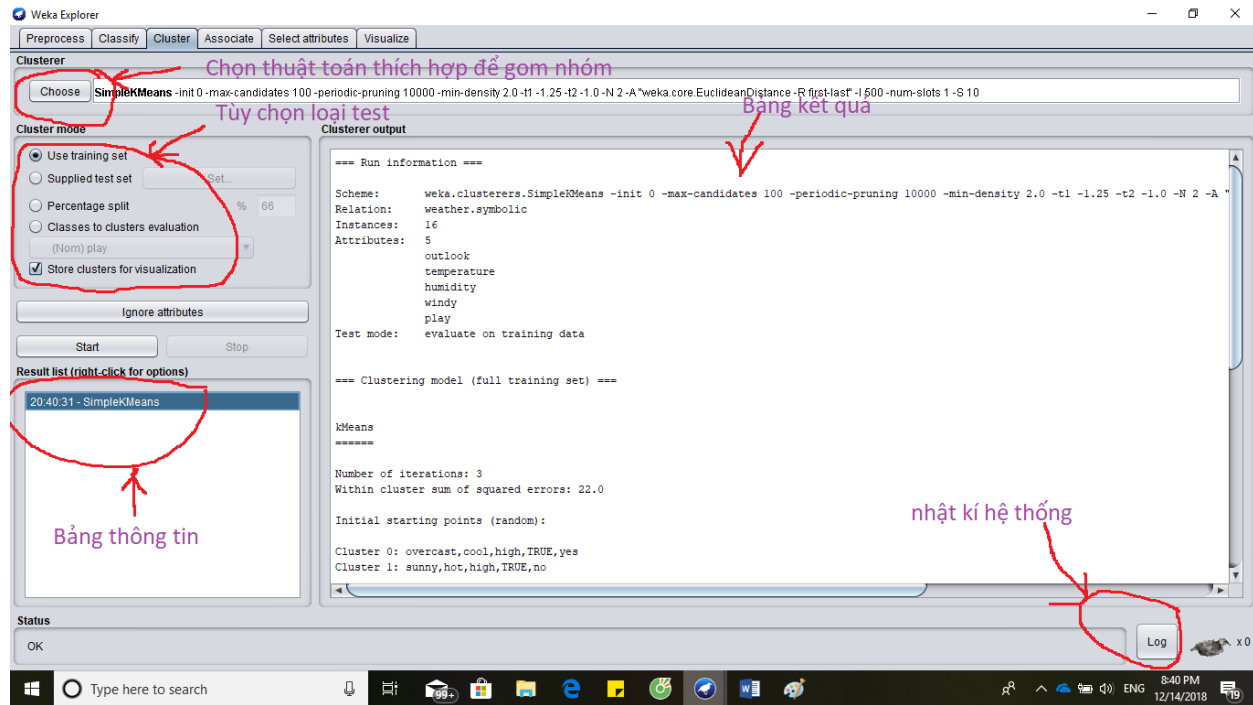 Weka Explorer
Preprocess Classify Cluster Associate Select attributes Visualize
Clusterer
Chọn thuật toán thích hợp để gom nhóm
Choose SimpleKMeans -init 0 -max-candidates 100 -periodic-pruning 10000 -min-density 2.0 -t1 -1.25 -t2 -1.0 -N 2 -A "weka.core.EuclideanDistance -R first-last" -I 500 -num-slots 1 -S 10
Tùy chọn loại test
Bảng kết quả
Cluster mode
Use training set
Supplied test set Set...
Percentage split % 66
Classes to clusters evaluation
(Nom) play
Store clusters for visualization
Ignore attributes
Start Stop
Result list (right-click for options)
20:40:31 - SimpleKMeans
Bảng thông tin
Clusterer output
=== Run information ===
Scheme: weka.clusterers.SimpleKMeans -init 0 -max-candidates 100 -periodic-pruning 10000 -min-density 2.0 -t1 -1.25 -t2 -1.0 -N 2 -A "
Relation: weather.symbolic
Instances: 16
Attributes: 5
outlook
temperature
humidity
windy
play
Test mode: evaluate on training data
=== Clustering model (full training set) ===
kMeans
======
Number of iterations: 3
Within cluster sum of squared errors: 22.0
Initial starting points (random):
Cluster 0: overcast,cool,high,TRUE,yes
Cluster 1: sunny,hot,high,TRUE,no
nhật kí hệ thống
Status
OK
Log x 0
Type here to search
99+
ENG
8:40 PM
12/14/2018
19